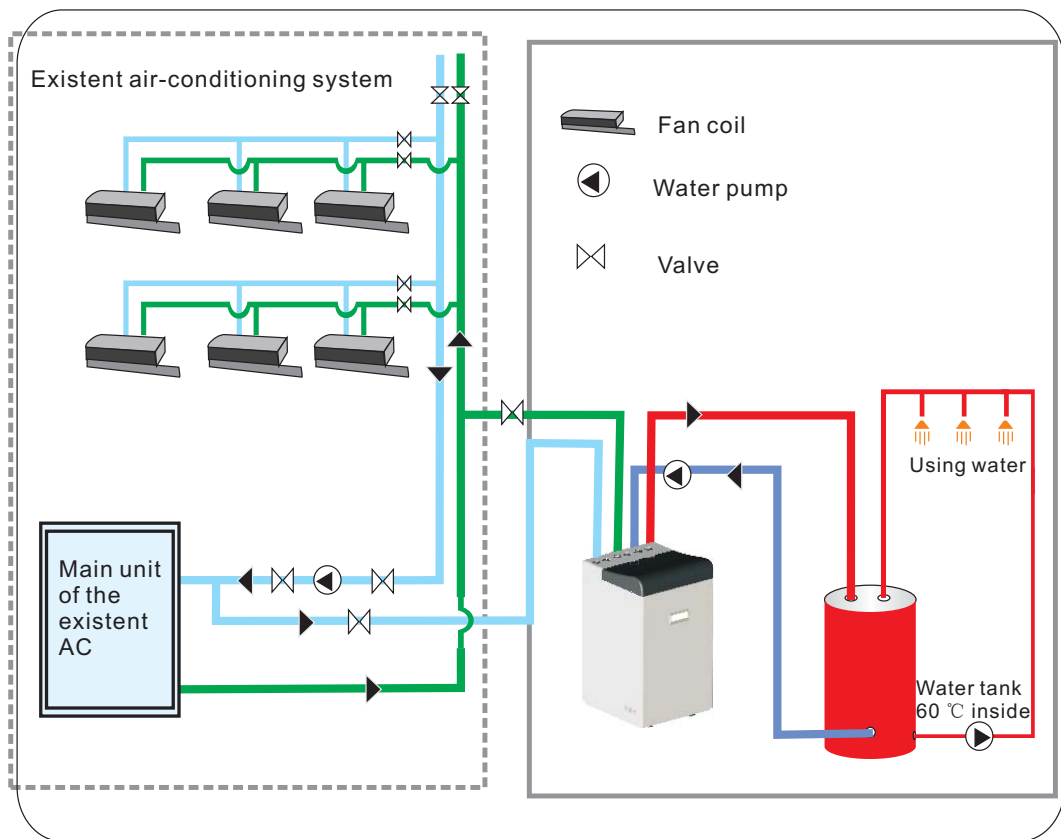 Existent air-conditioning system
Fan coil
Water pump
Valve
Using water
Main unit
of the
existent
AC
Water tank
60 ℃ inside